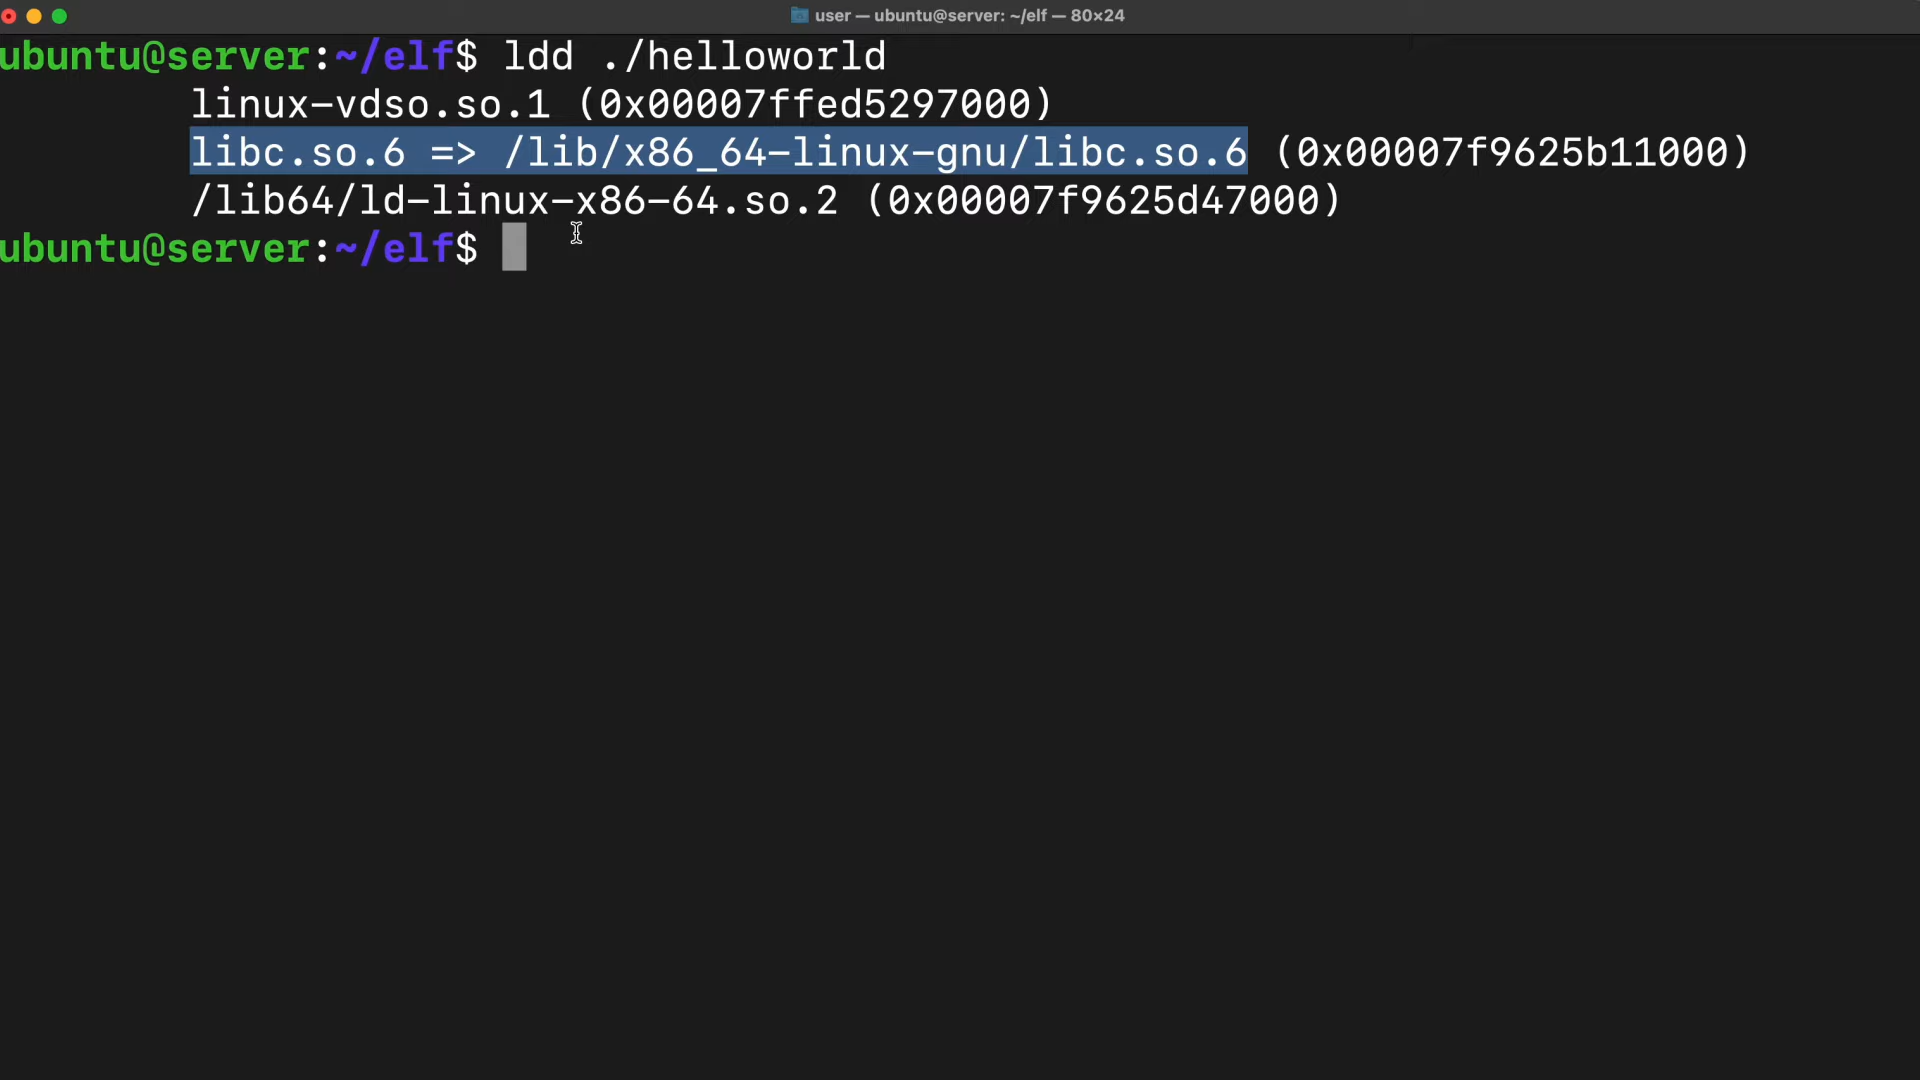 user — ubuntu@server: ~/elf — 80×24
ubuntu@server:~/elf$ ldd ./helloworld
linux-vdso.so.1 (0x00007ffed5297000)
libc.so.6 => /lib/x86_64-linux-gnu/libc.so.6 (0x00007f9625b11000)
/lib64/ld-linux-x86-64.so.2 (0x00007f9625d47000)
ubuntu@server:~/elf$